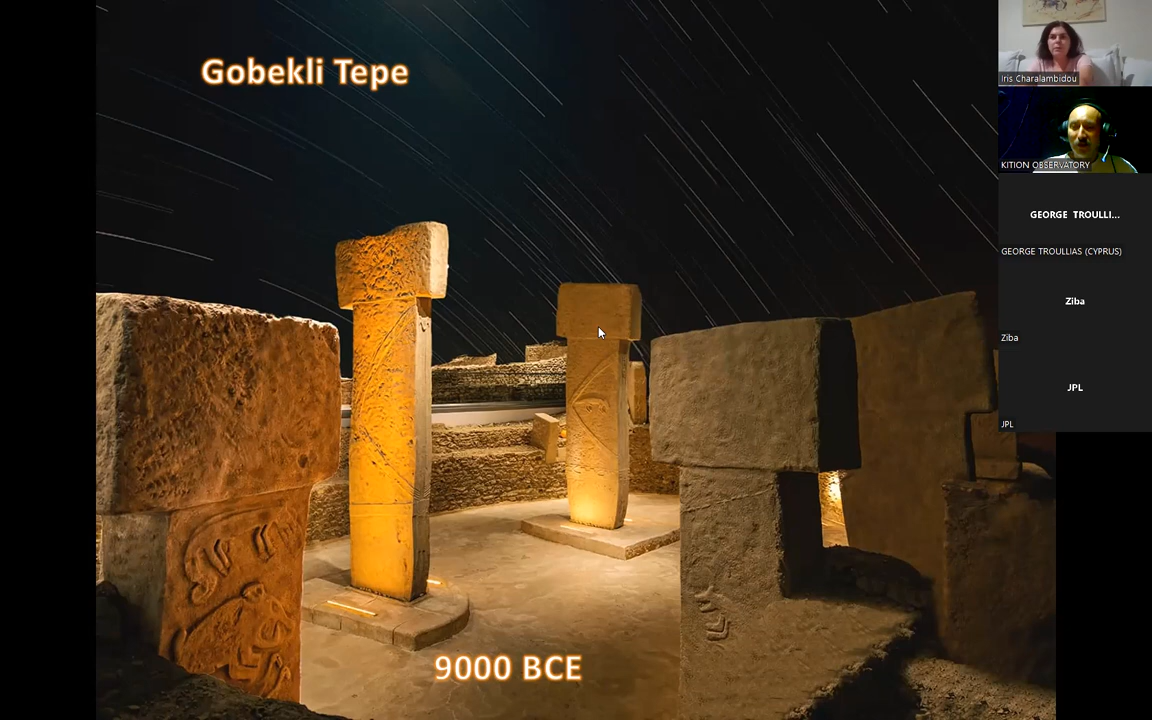 Gobekli Tepe
9000 BCE
Iris Charalambidou
KITION OBSERVATORY
GEORGE TROULLI...
GEORGE TROULLIAS (CYPRUS)
Ziba
Ziba
JPL
JPL